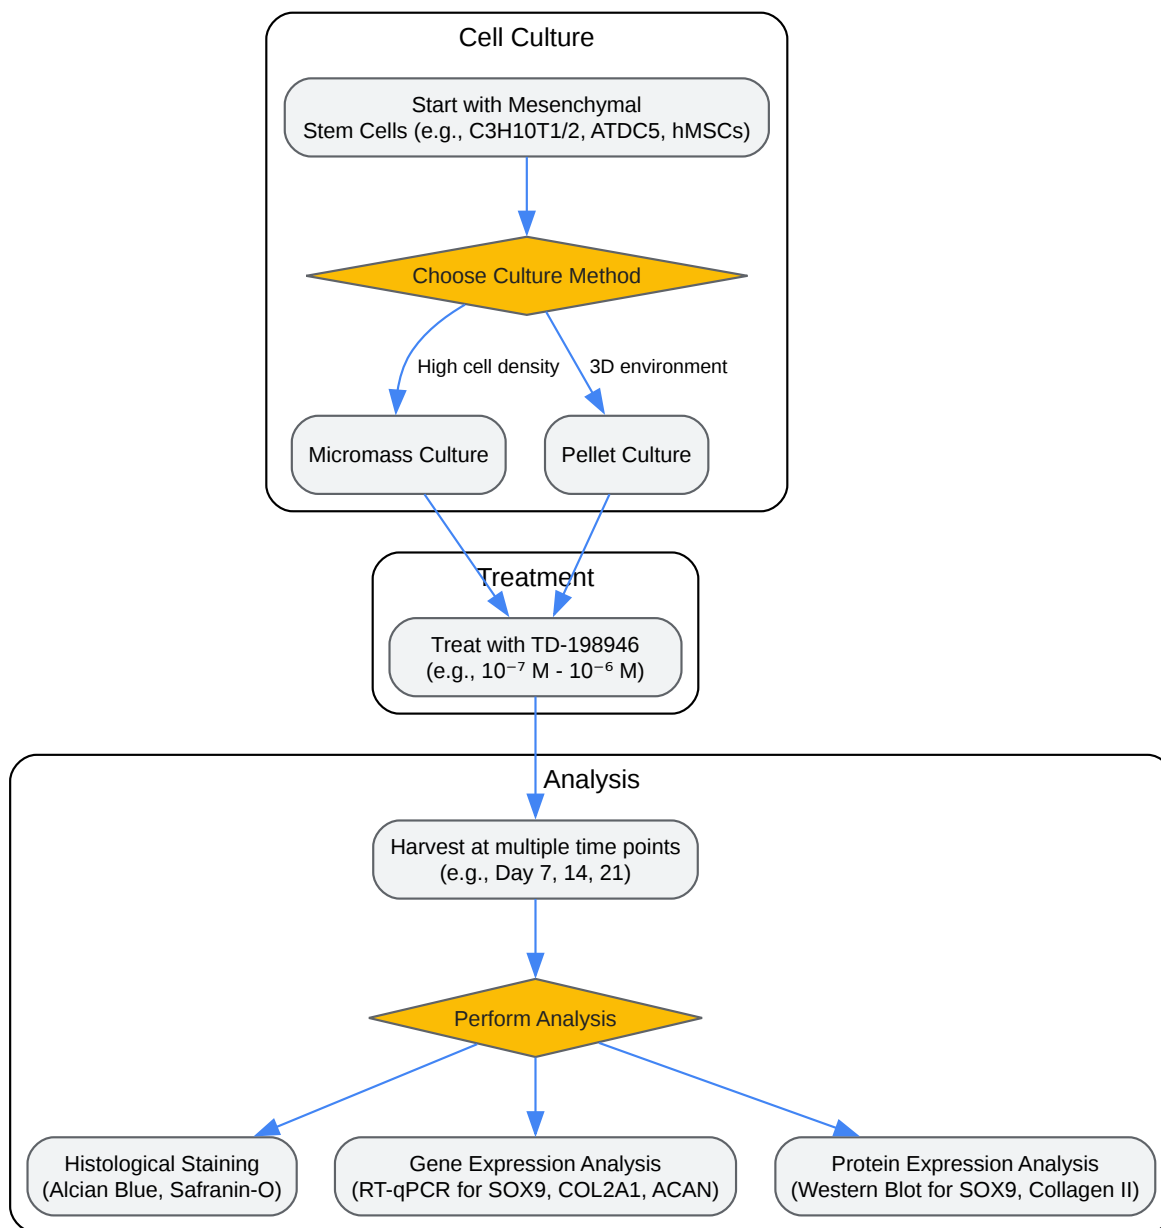 Cell Culture
Start with Mesenchymal
Stem Cells (e.g., C3H10T1/2, ATDC5, hMSCs)
Choose Culture Method
High cell density
3D environment
Micromass Culture
Pellet Culture
Treatment
Treat with TD-198946
(e.g., 10⁻⁷ M - 10⁻⁶ M)
Analysis
Harvest at multiple time points
(e.g., Day 7, 14, 21)
Perform Analysis
Histological Staining
(Alcian Blue, Safranin-O)
Gene Expression Analysis
(RT-qPCR for SOX9, COL2A1, ACAN)
Protein Expression Analysis
(Western Blot for SOX9, Collagen II)